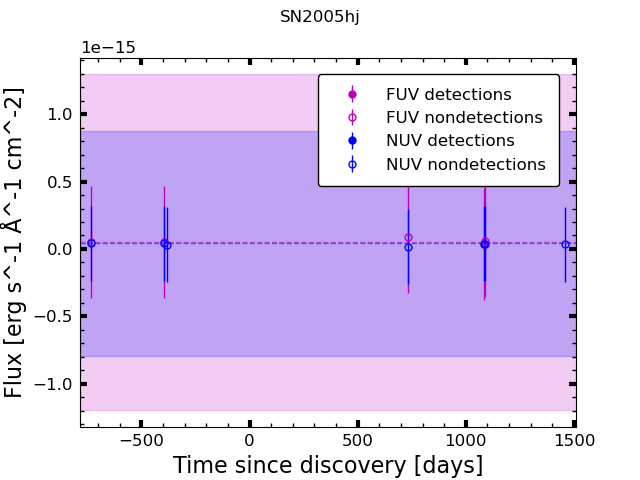 SN2005hj
1e−15
FUV detections
FUV nondetections
NUV detections
NUV nondetections
1.0
0.5
0.0
−0.5
−1.0
Flux [erg s^-1 Å^-1 cm^-2]
−500
0
500
1000
1500
Time since discovery [days]